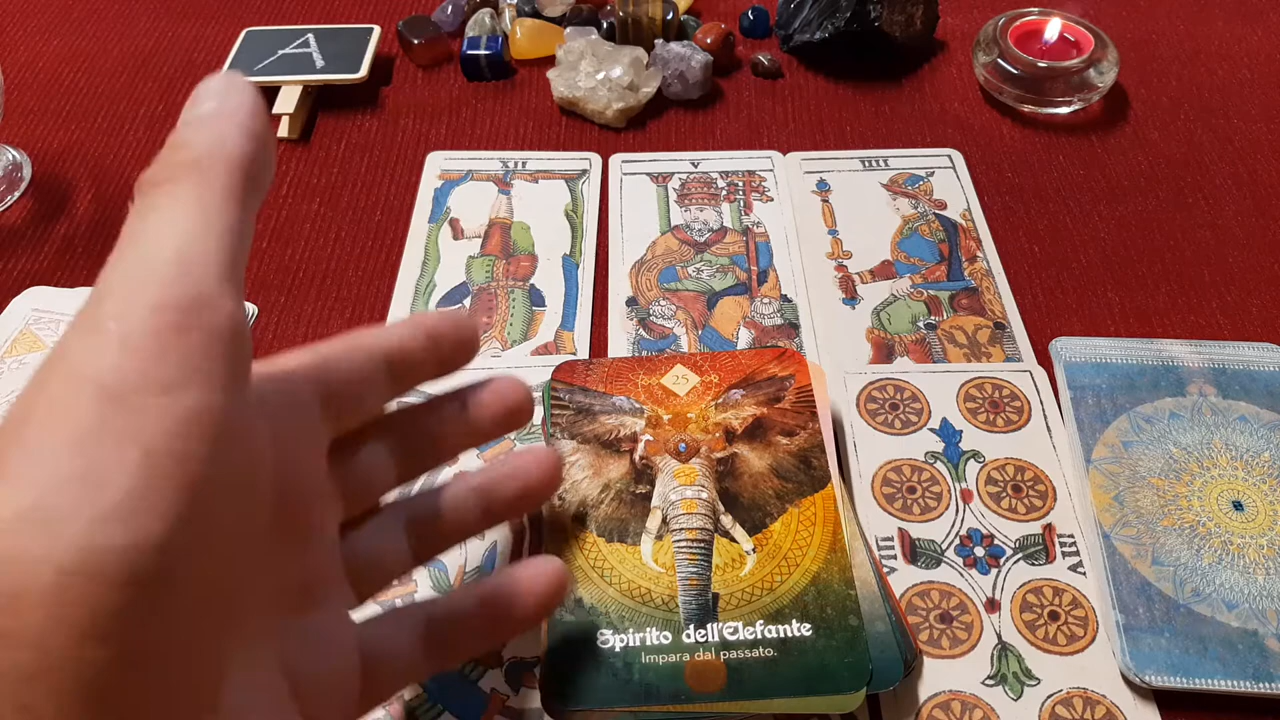 A
XII
V
IIII
25
VIII
VIII
Spirito dell'Elefante
Impara dal passato.